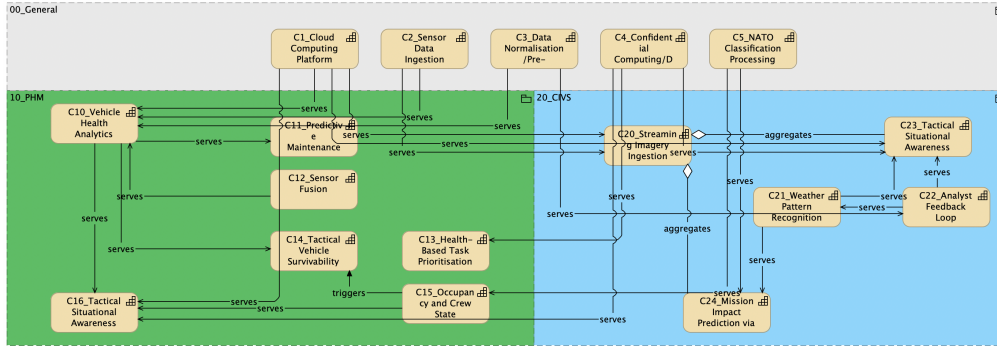 00_General
C1_Cloud
Computing
Platform
C2_Sensor
Data
Ingestion
C3_Data
Normalisation
/Pre-
C4_Confident
ial
Computing/D
C5_NATO
Classification
Processing
10_PHM
20_CIVS
C10_Vehicle
Health
Analytics
C11_Predictiv
e
Maintenance
C20_Streamin
g Imagery
Ingestion
C23_Tactical
Situational
Awareness
serves
serves
serves
serves
serves
serves
serves
aggregates
serves
C12_Sensor
Fusion
serves
serves
serves
C21_Weather
Pattern
Recognition
serves
serves
C22_Analyst
Feedback
Loop
serves
serves
aggregates
C14_Tactical
Vehicle
Survivability
C13_Health-
Based Task
Prioritisation
serves
serves
triggers
C15_Occupan
cy and Crew
State
serves
C16_Tactical
Situational
Awareness
serves
serves
serves
C24_Mission
Impact
Prediction via